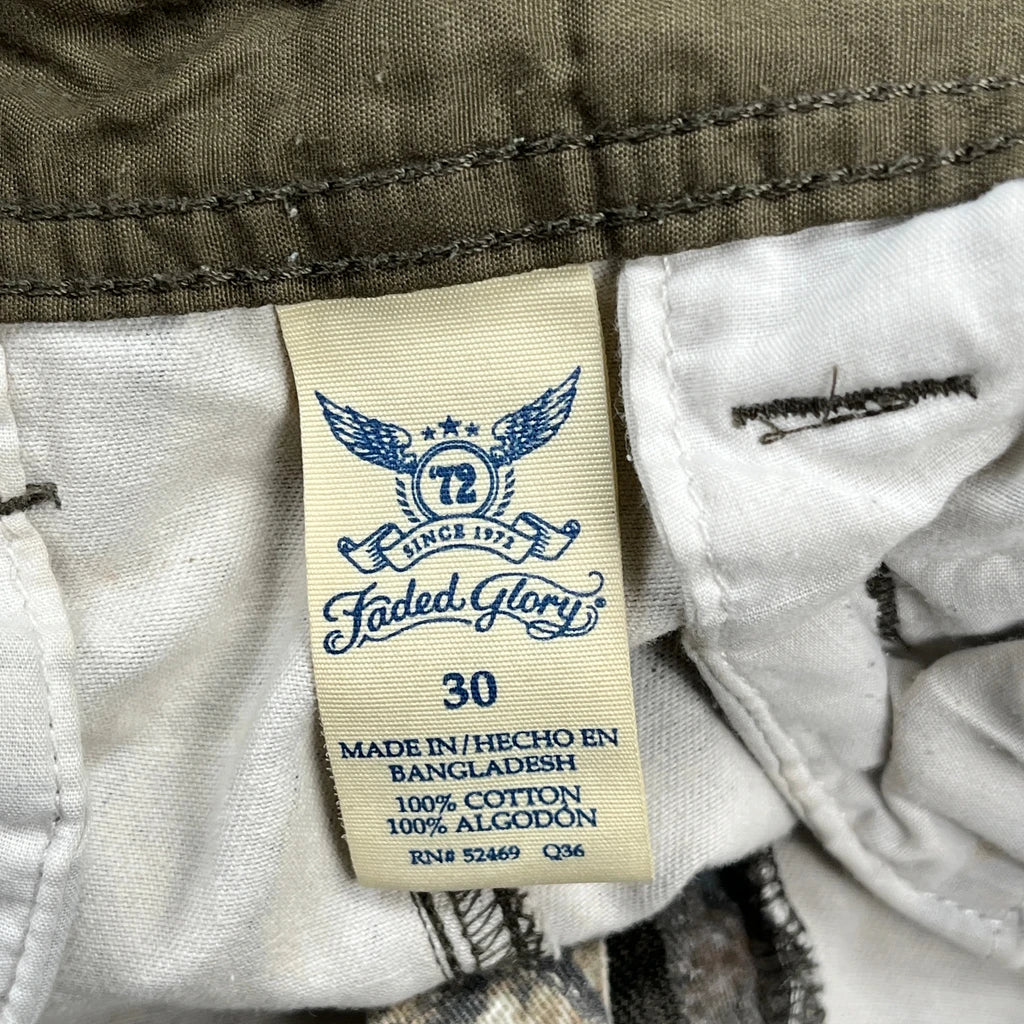 '72
SINCE 1972
Faded Glory®
30
MADE IN/HECHO EN
BANGLADESH
100% COTTON
100% ALGODÓN
RN# 52469 Q36